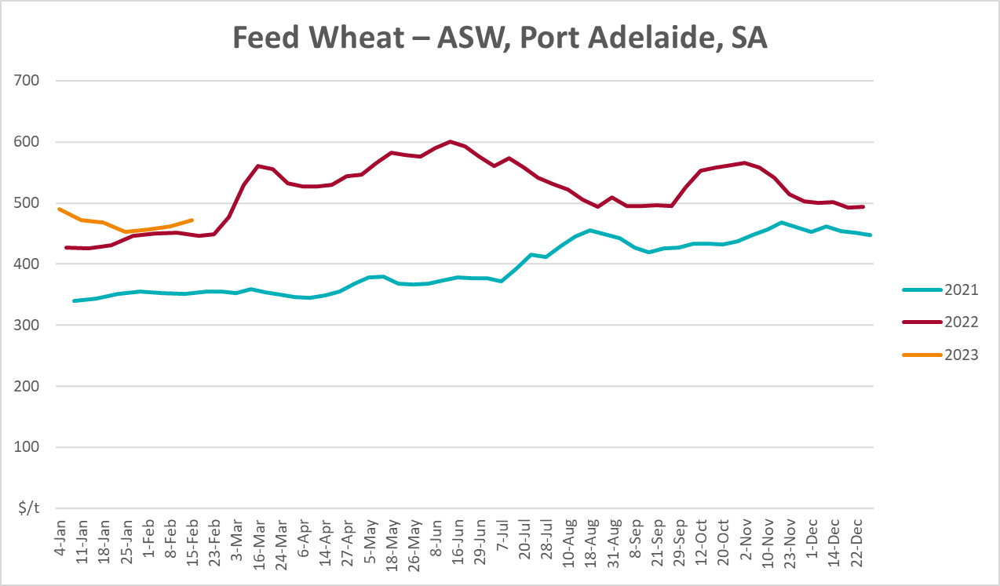 Feed Wheat – ASW, Port Adelaide, SA
700
600
500
400
300
200
100
$/t
4-Jan
11-Jan
18-Jan
25-Jan
1-Feb
8-Feb
15-Feb
23-Feb
3-Mar
16-Mar
24-Mar
6-Apr
14-Apr
27-Apr
5-May
18-May
26-May
8-Jun
16-Jun
29-Jun
7-Jul
20-Jul
28-Jul
10-Aug
18-Aug
31-Aug
8-Sep
21-Sep
29-Sep
12-Oct
20-Oct
2-Nov
10-Nov
23-Nov
1-Dec
14-Dec
22-Dec
2021
2022
2023